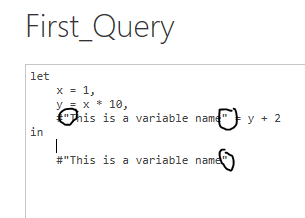 First_Query
let
x = 1,
y = x * 10,
#"This is a variable name" = y + 2
in
#"This is a variable name"